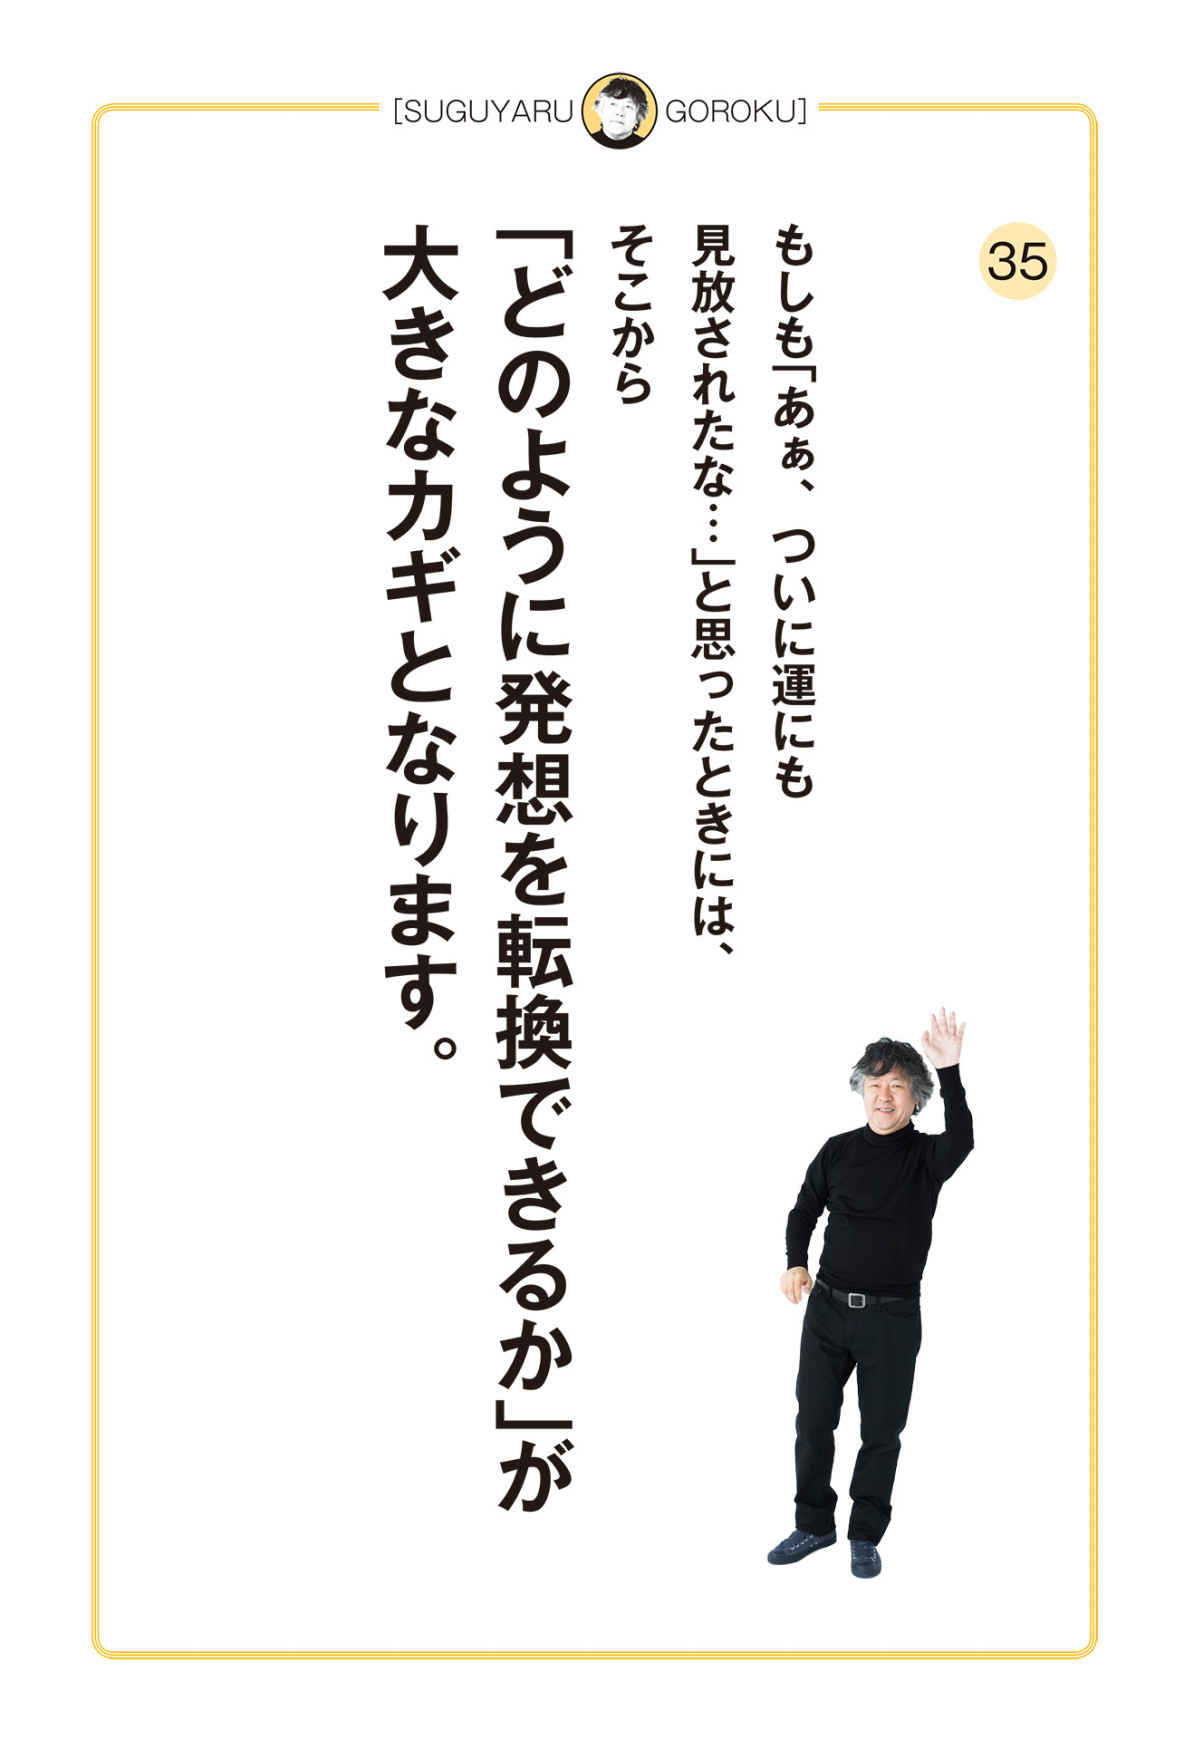 [SUGUYARU GOROKU]
35
もしも「あぁ、ついに運にも
見放されたな…」と思ったときには、
そこから
「どのように発想を転換できるか」が
大きなカギとなります。